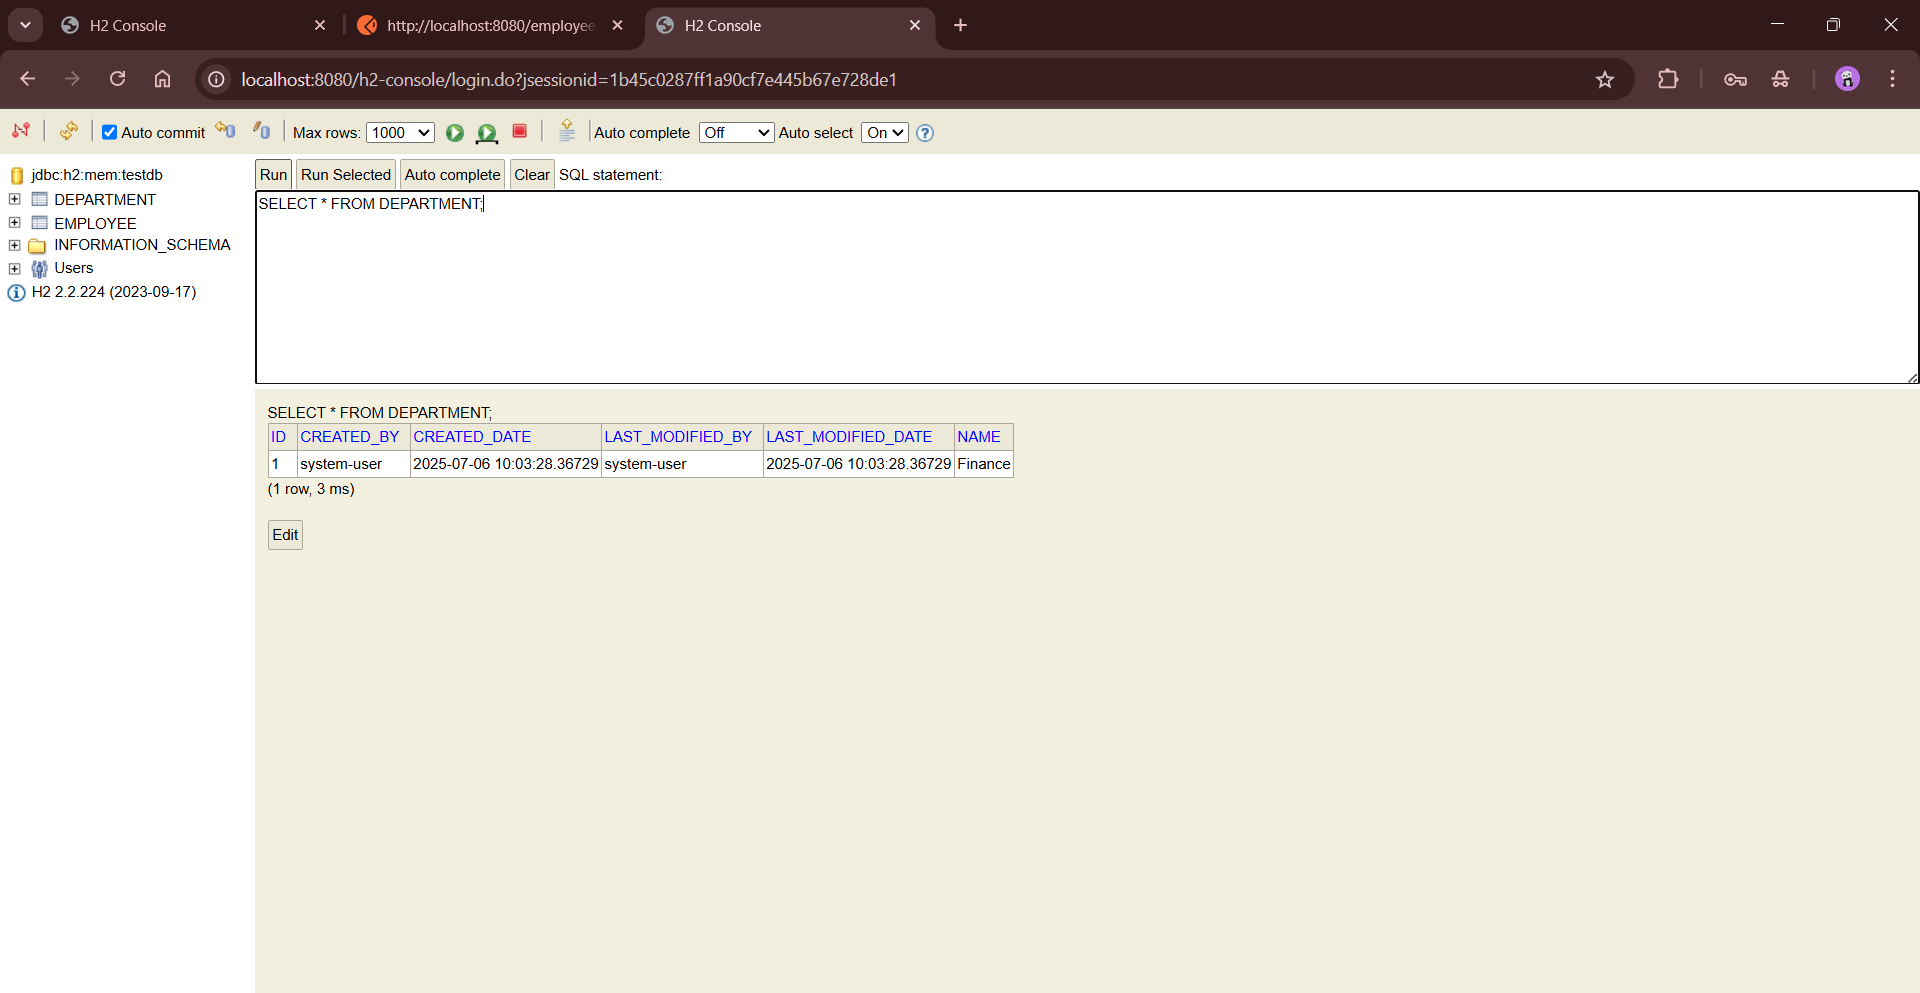 H2 Console
http://localhost:8080/employee
H2 Console
localhost:8080/h2-console/login.do?jsessionid=1b45c0287ff1a90cf7e445b67e728de1
Auto commit
Max rows: 1000
Auto complete Off
Auto select On
jdbc:h2:mem:testdb
DEPARTMENT
EMPLOYEE
INFORMATION_SCHEMA
Users
H2 2.2.224 (2023-09-17)
Run Run Selected Auto complete Clear SQL statement:
SELECT * FROM DEPARTMENT;
SELECT * FROM DEPARTMENT;
ID CREATED_BY CREATED_DATE LAST_MODIFIED_BY LAST_MODIFIED_DATE NAME
1 system-user 2025-07-06 10:03:28.36729 system-user 2025-07-06 10:03:28.36729 Finance
(1 row, 3 ms)
Edit